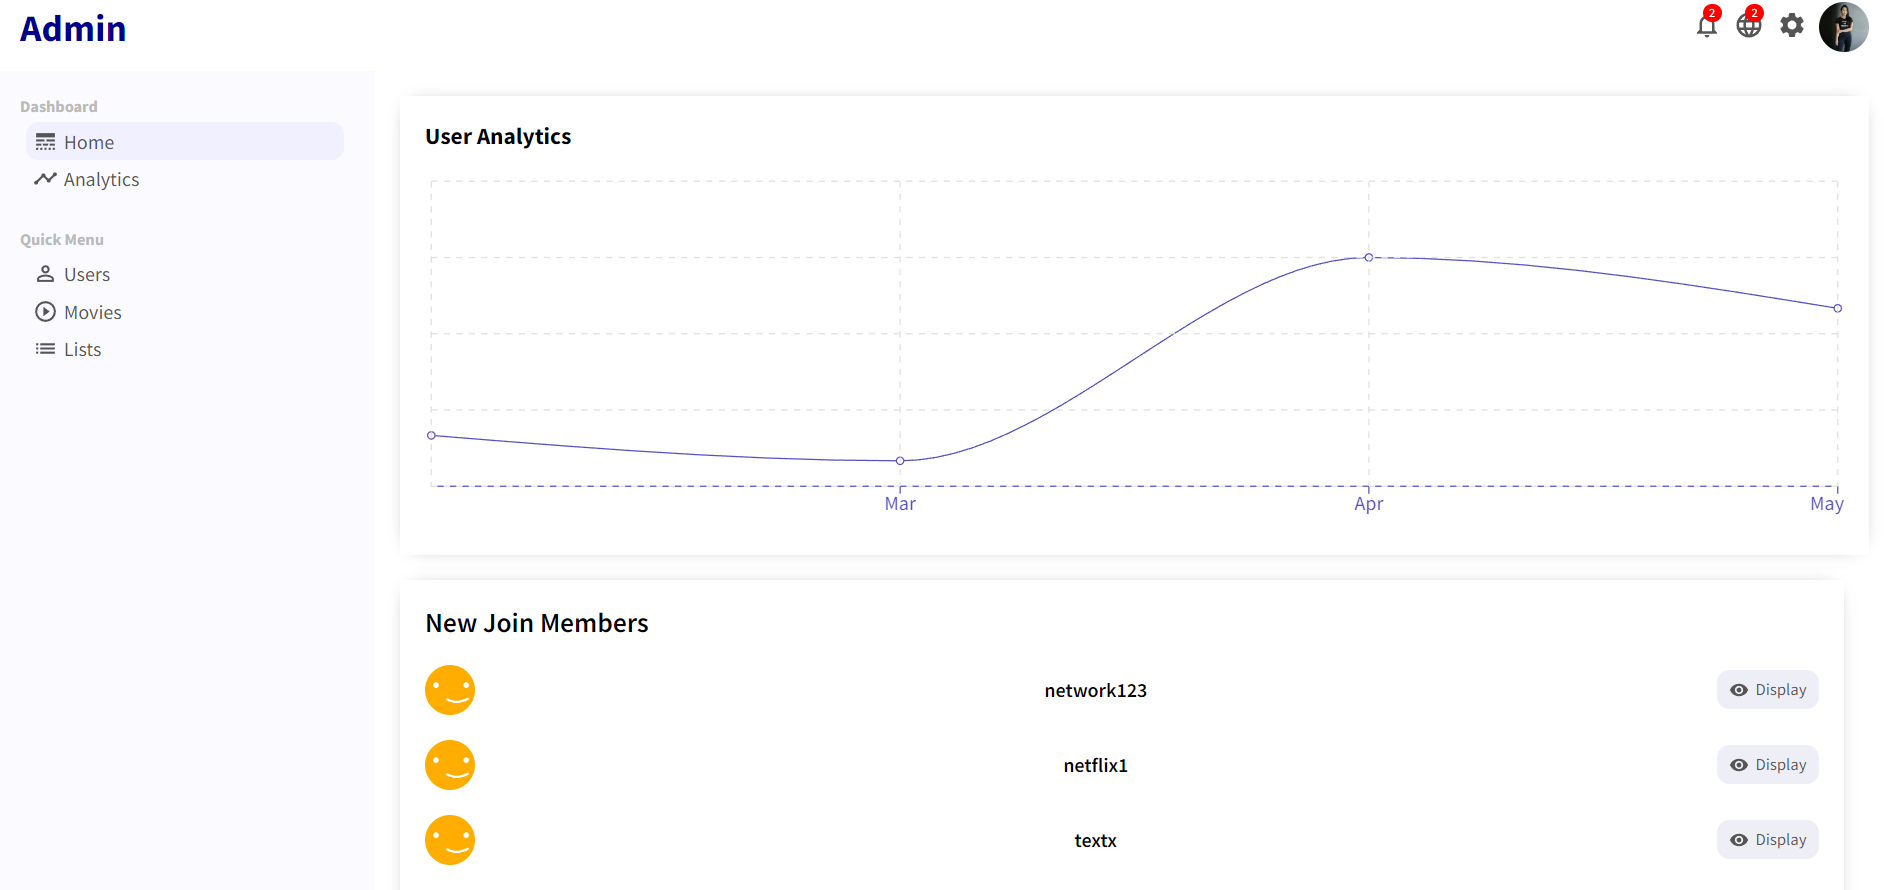 Admin
2
2
Dashboard
Home
Analytics
Quick Menu
Users
Movies
Lists
User Analytics
Mar
Apr
May
New Join Members
network123
Display
netflix1
Display
textx
Display